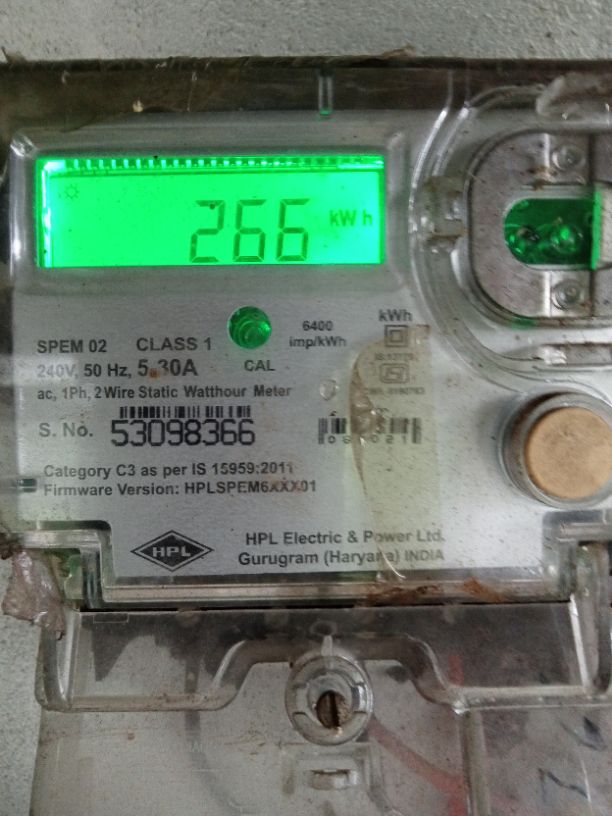 266 kWh
SPEM 02 CLASS 1
6400 imp/kWh
kWh
240V, 50 Hz, 5-30A
CAL
ac, 1Ph, 2 Wire Static Watthour Meter
S. No. 53098366
Category C3 as per IS 15959:2011
Firmware Version: HPLSPEM6XXX01
HPL
HPL Electric & Power Ltd.
Gurugram (Haryana) INDIA